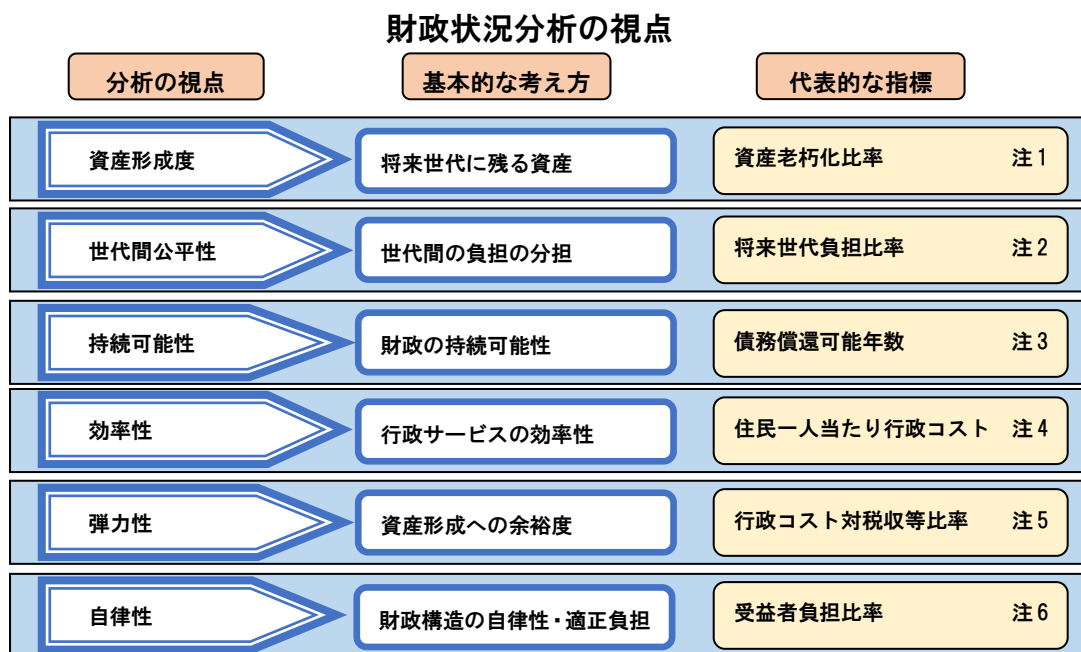 財政状況分析の視点
分析の視点 基本的な考え方 代表的な指標
資産形成度 将来世代に残る資産 資産老朽化比率 注1
世代間公平性 世代間の負担の分担 将来世代負担比率 注2
持続可能性 財政の持続可能性 債務償還可能年数 注3
効率性 行政サービスの効率性 住民一人当たり行政コスト 注4
弾力性 資産形成への余裕度 行政コスト対税収等比率 注5
自律性 財政構造の自律性・適正負担 受益者負担比率 注6